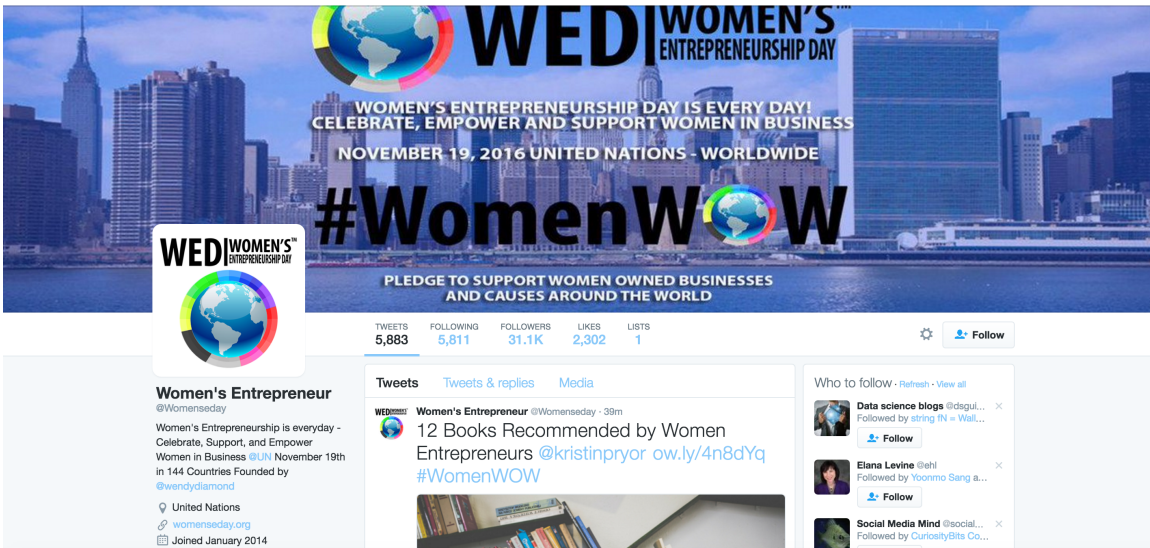 WED WOMEN'S™
ENTREPRENEURSHIP DAY
WOMEN'S ENTREPRENEURSHIP DAY IS EVERY DAY!
CELEBRATE, EMPOWER AND SUPPORT WOMEN IN BUSINESS
NOVEMBER 19, 2016 UNITED NATIONS - WORLDWIDE
#WomenWOW
PLEDGE TO SUPPORT WOMEN OWNED BUSINESSES
AND CAUSES AROUND THE WORLD
WED WOMEN'S™
ENTREPRENEURSHIP DAY
TWEETS FOLLOWING FOLLOWERS LIKES LISTS
5,883 5,811 31.1K 2,302 1
Follow
Women's Entrepreneur
@Womenseday
Women's Entrepreneurship is everyday -
Celebrate, Support, and Empower
Women in Business @UN November 19th
in 144 Countries Founded by
@wendydiamond
United Nations
womenseday.org
Joined January 2014
Tweets Tweets & replies Media
WED WOMEN'S
Women's Entrepreneur @Womenseday · 39m
12 Books Recommended by Women
Entrepreneurs @kristinpryor ow.ly/4n8dYq
#WomenWOW
Who to follow · Refresh · View all
Data science blogs @dsgui...
Followed by string fN = Wall...
Follow
Elana Levine @ehl
Followed by Yoonmo Sang a...
Follow
Social Media Mind @social...
Followed by CuriosityBits Co...